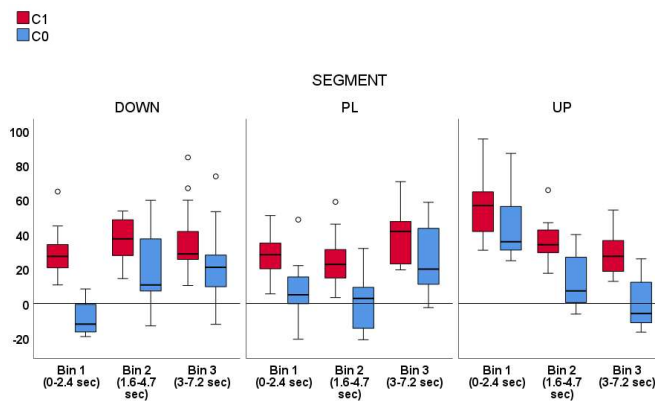 C1
C0
SEGMENT
DOWN PL UP
100
80
60
40
20
0
-20
Bin 1 Bin 2 Bin 3 Bin 1 Bin 2 Bin 3 Bin 1 Bin 2 Bin 3
(0-2.4 sec) (1.6-4.7 (3-7.2 sec) (0-2.4 sec) (1.6-4.7 (3-7.2 sec) (0-2.4 sec) (1.6-4.7 (3-7.2 sec)
sec) sec) sec)